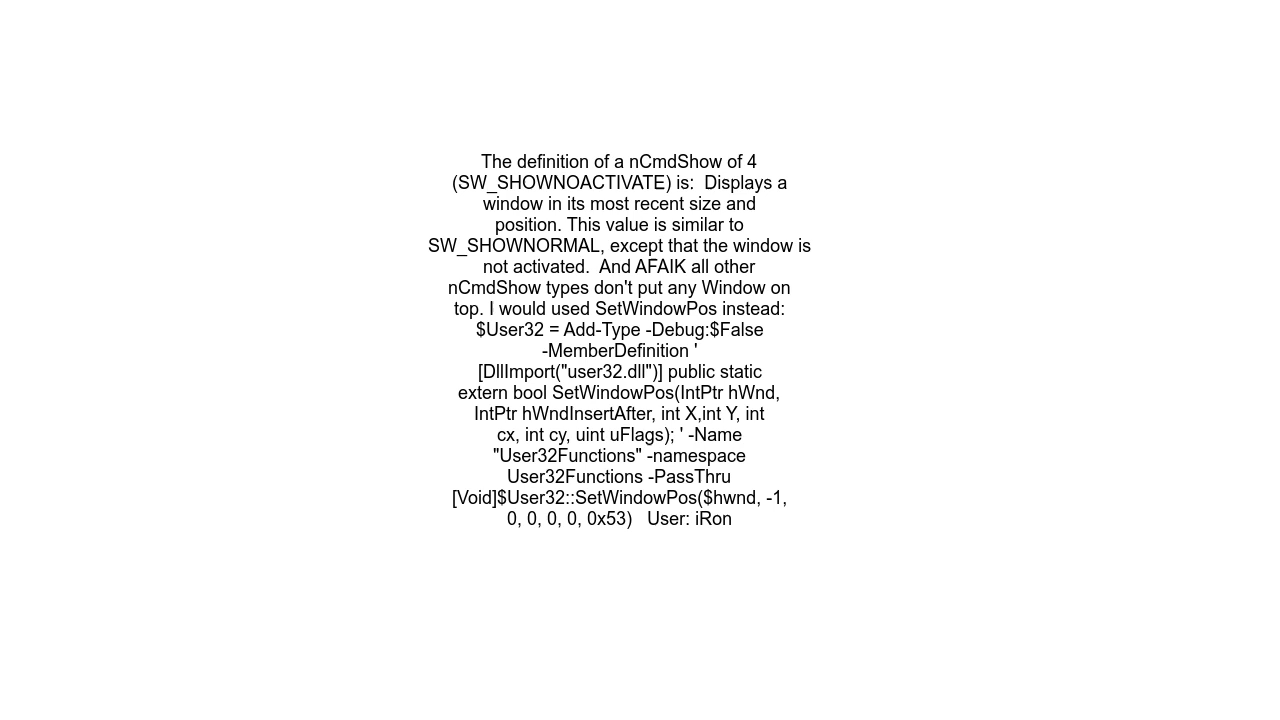 The definition of a nCmdShow of 4
(SW_SHOWNOACTIVATE) is:  Displays a
window in its most recent size and
position. This value is similar to
SW_SHOWNORMAL, except that the window is
not activated.  And AFAIK all other
nCmdShow types don't put any Window on
top. I would used SetWindowPos instead:
$User32 = Add-Type -Debug:$False
-MemberDefinition '
[DllImport("user32.dll")] public static
extern bool SetWindowPos(IntPtr hWnd,
IntPtr hWndInsertAfter, int X,int Y, int
cx, int cy, uint uFlags); ' -Name
"User32Functions" -namespace
User32Functions -PassThru
[Void]$User32::SetWindowPos($hwnd, -1,
0, 0, 0, 0, 0x53)   User: iRon